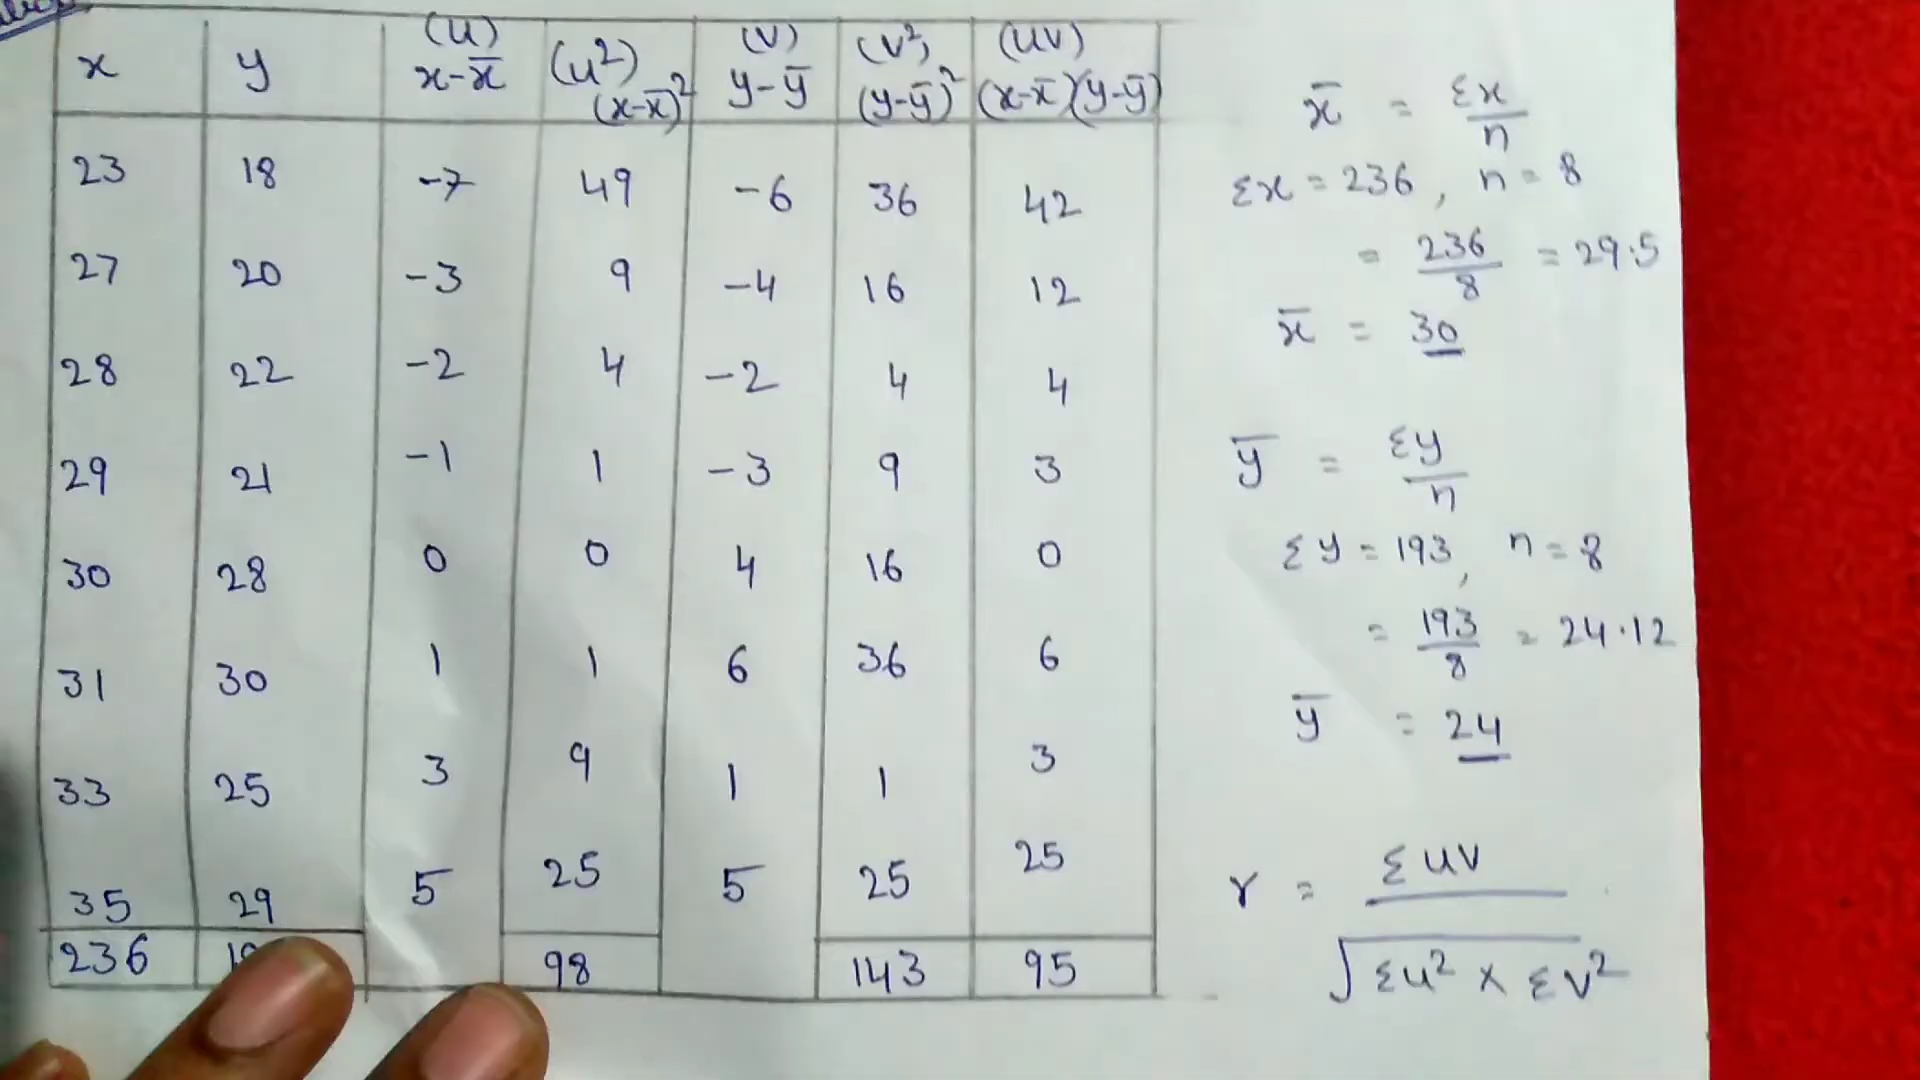 x y (u) x-x̄ (u²) (x-x̄)² (v) y-ȳ (v²) (y-ȳ)² (uv) (x-x̄)(y-ȳ)
23 18 -7 49 -6 36 42
27 20 -3 9 -4 16 12
28 22 -2 4 -2 4 4
29 21 -1 1 -3 9 3
30 28 0 0 4 16 0
31 30 1 1 6 36 6
33 25 3 9 1 1 3
35 29 5 25 5 25 25
236 98 143 95
x̄ = Σx/n
Σx = 236, n = 8
= 236/8 = 29.5
x̄ = 30
ȳ = Σy/n
Σy = 193, n = 8
= 193/8 = 24.12
ȳ = 24
r = Σuv
√Σu² × Σv²